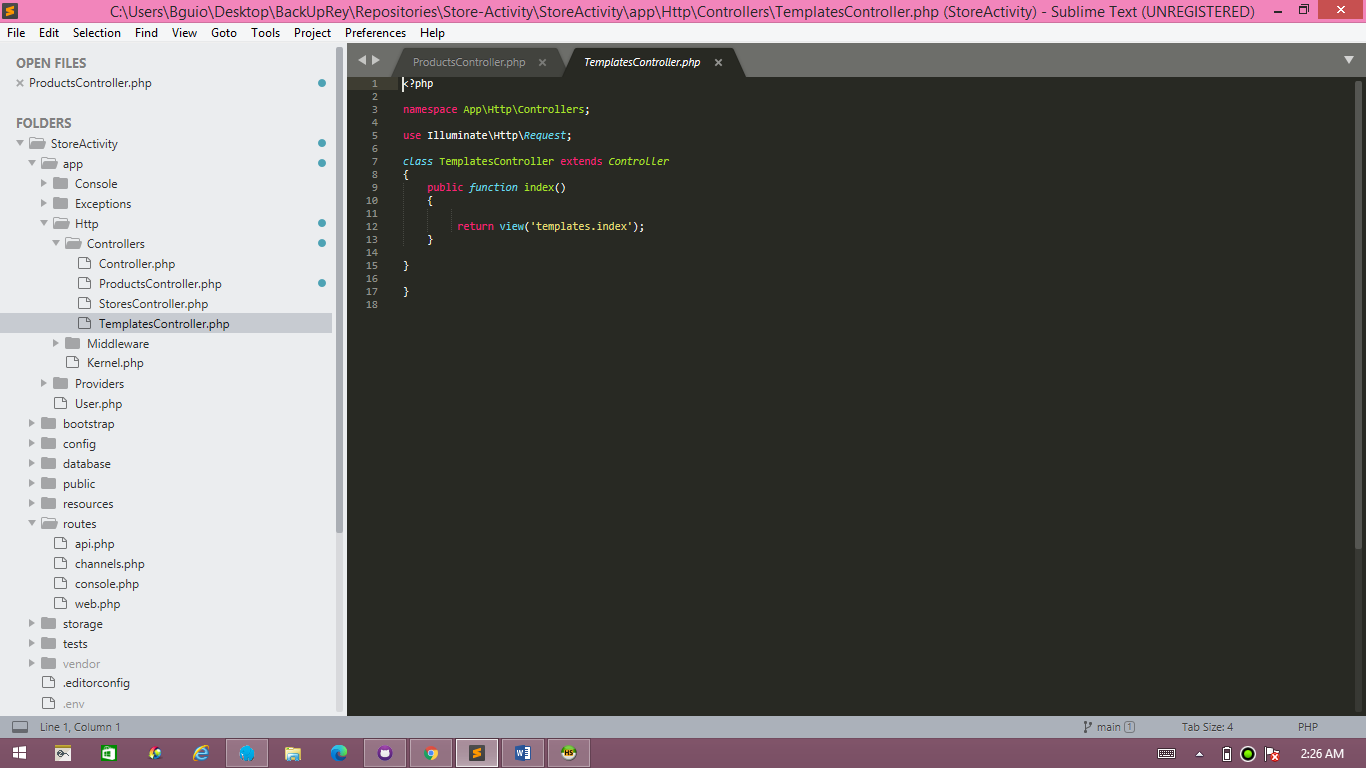 C:\Users\Bguio\Desktop\BackUpRey\Repositories\Store-Activity\StoreActivity\app\Http\Controllers\TemplatesController.php (StoreActivity) - Sublime Text (UNREGISTERED)
File Edit Selection Find View Goto Tools Project Preferences Help
OPEN FILES
ProductsController.php
FOLDERS
StoreActivity
app
Console
Exceptions
Http
Controllers
Controller.php
ProductsController.php
StoresController.php
TemplatesController.php
Middleware
Kernel.php
Providers
User.php
bootstrap
config
database
public
resources
routes
api.php
channels.php
console.php
web.php
storage
tests
vendor
.editorconfig
.env
ProductsController.php TemplatesController.php
1 <?php
2
3 namespace App\Http\Controllers;
4
5 use Illuminate\Http\Request;
6
7 class TemplatesController extends Controller
8 {
9 public function index()
10 {
11
12 return view('templates.index');
13 }
14
15 }
16
17 }
18
Line 1, Column 1 main 1 Tab Size: 4 PHP
2:26 AM